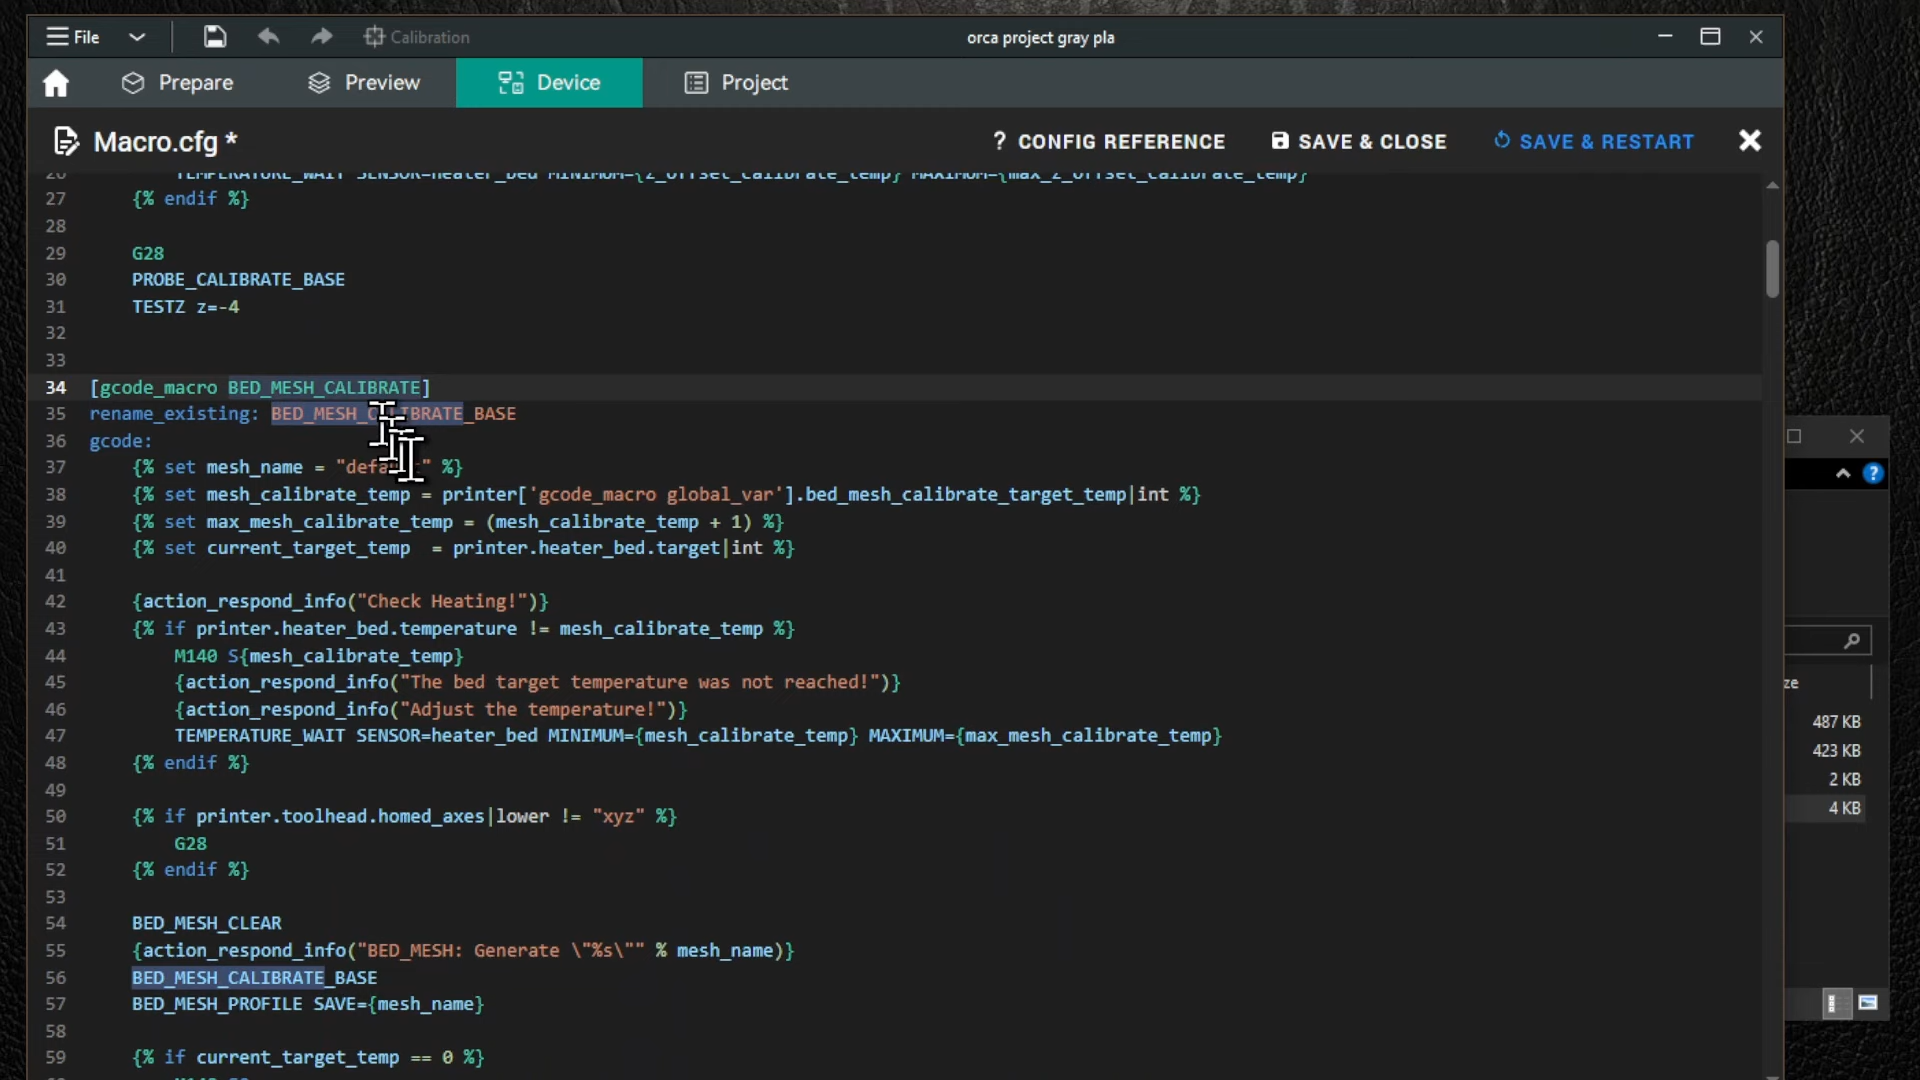 File
Calibration
orca project gray pla
Prepare
Preview
Device
Project
Macro.cfg *
? CONFIG REFERENCE
SAVE & CLOSE
SAVE & RESTART
26 TEMPERATURE_WAIT SENSOR=heater_bed MINIMUM={z_offset_calibrate_temp} MAXIMUM={max_z_offset_calibrate_temp}
27 {% endif %}
28
29 G28
30 PROBE_CALIBRATE_BASE
31 TESTZ z=-4
32
33
34 [gcode_macro BED_MESH_CALIBRATE]
35 rename_existing: BED_MESH_CALIBRATE_BASE
36 gcode:
37 {% set mesh_name = "default" %}
38 {% set mesh_calibrate_temp = printer['gcode_macro global_var'].bed_mesh_calibrate_target_temp|int %}
39 {% set max_mesh_calibrate_temp = (mesh_calibrate_temp + 1) %}
40 {% set current_target_temp  = printer.heater_bed.target|int %}
41
42 {action_respond_info("Check Heating!")}
43 {% if printer.heater_bed.temperature != mesh_calibrate_temp %}
44 M140 S{mesh_calibrate_temp}
45 {action_respond_info("The bed target temperature was not reached!")}
46 {action_respond_info("Adjust the temperature!")}
47 TEMPERATURE_WAIT SENSOR=heater_bed MINIMUM={mesh_calibrate_temp} MAXIMUM={max_mesh_calibrate_temp}
48 {% endif %}
49
50 {% if printer.toolhead.homed_axes|lower != "xyz" %}
51 G28
52 {% endif %}
53
54 BED_MESH_CLEAR
55 {action_respond_info("BED_MESH: Generate \"%s\"" % mesh_name)}
56 BED_MESH_CALIBRATE_BASE
57 BED_MESH_PROFILE SAVE={mesh_name}
58
59 {% if current_target_temp == 0 %}
ze
487 KB
423 KB
2 KB
4 KB